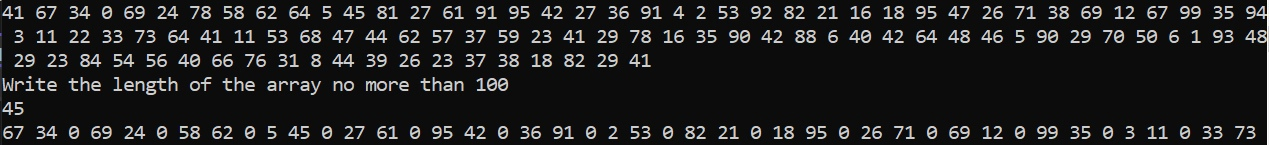 41 67 34 0 69 24 78 58 62 64 5 45 81 27 61 91 95 42 27 36 91 4 2 53 92 82 21 16 18 95 47 26 71 38 69 12 67 99 35 94
3 11 22 33 73 64 41 11 53 68 47 44 62 57 37 59 23 41 29 78 16 35 90 42 88 6 40 42 64 48 46 5 90 29 70 50 6 1 93 48
29 23 84 54 56 40 66 76 31 8 44 39 26 23 37 38 18 82 29 41
Write the length of the array no more than 100
45
67 34 0 69 24 0 58 62 0 5 45 0 27 61 0 95 42 0 36 91 0 2 53 0 82 21 0 18 95 0 26 71 0 69 12 0 99 35 0 3 11 0 33 73